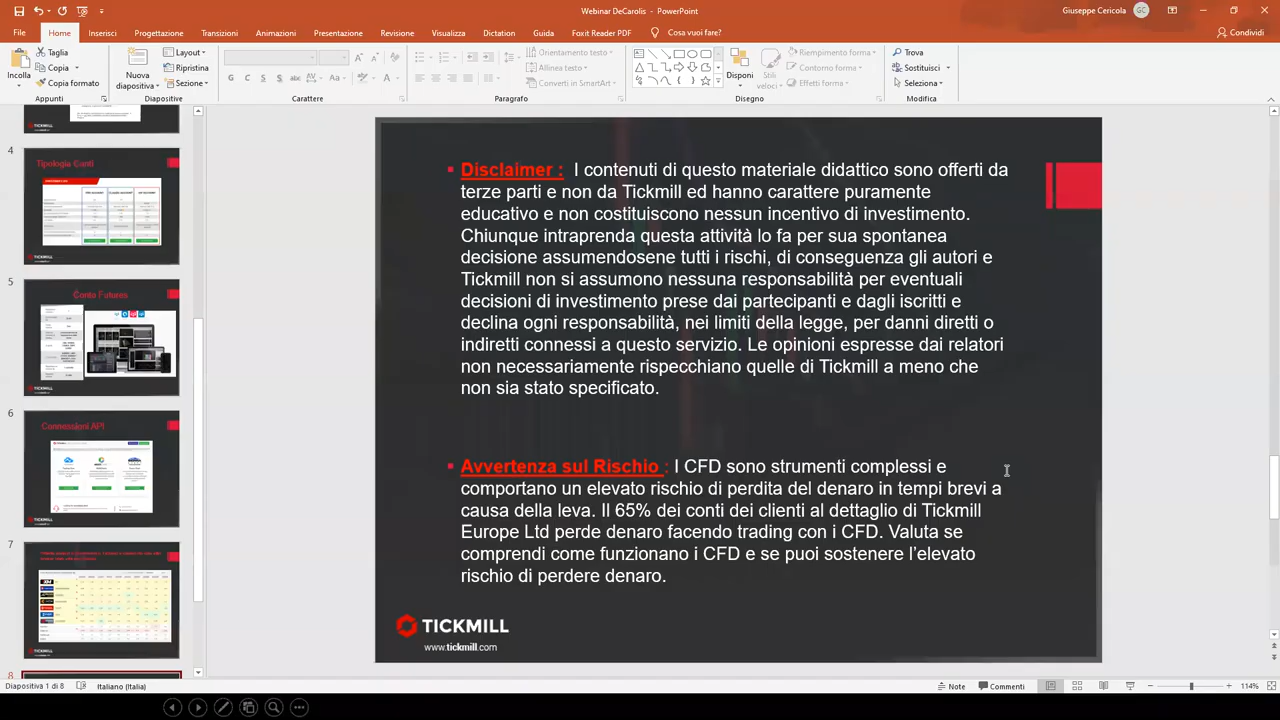 Webinar DeCarolis - PowerPoint
Giuseppe Cericola
GC
File
Home
Inserisci
Progettazione
Transizioni
Animazioni
Presentazione
Revisione
Visualizza
Dictation
Guida
Foxit Reader PDF
Cosa vuoi fare?
Condividi
Incolla
Taglia
Copia
Copia formato
Appunti
Nuova
diapositiva
Layout
Ripristina
Sezione
Diapositive
Carattere
Orientamento testo
Allinea testo
Converti in SmartArt
Paragrafo
Disponi
Stili
veloci
Riempimento forma
Contorno forma
Effetti forma
Disegno
Trova
Sostituisci
Seleziona
Modifica
TICKMILL
4
Tipologia Conti
TICKMILL
5
Conto Futures
TICKMILL
6
Connessioni API
TICKMILL
7
TICKMILL
8
Disclaimer : I contenuti di questo materiale didattico sono offerti da
terze parti e non da Tickmill ed hanno carattere puramente
educativo e non costituiscono nessun incentivo di investimento.
Chiunque intraprenda questa attività lo fa per sua spontanea
decisione assumendosene tutti i rischi, di conseguenza gli autori e
Tickmill non si assumono nessuna responsabilità per eventuali
decisioni di investimento prese dai partecipanti e dagli iscritti e
declina ogni responsabilità, nei limiti della legge, per danni diretti o
indiretti connessi a questo servizio. Le opinioni espresse dai relatori
non necessariamente rispecchiano quelle di Tickmill a meno che
non sia stato specificato.
Avvertenza sul Rischio : I CFD sono strumenti complessi e
comportano un elevato rischio di perdita del denaro in tempi brevi a
causa della leva. Il 65% dei conti dei clienti al dettaglio di Tickmill
Europe Ltd perde denaro facendo trading con i CFD. Valuta se
comprendi come funzionano i CFD e se puoi sostenere l'elevato
rischio di perdere denaro.
TICKMILL
www.tickmill.com
Diapositiva 1 di 8
Italiano (Italia)
Note
Commenti
114%